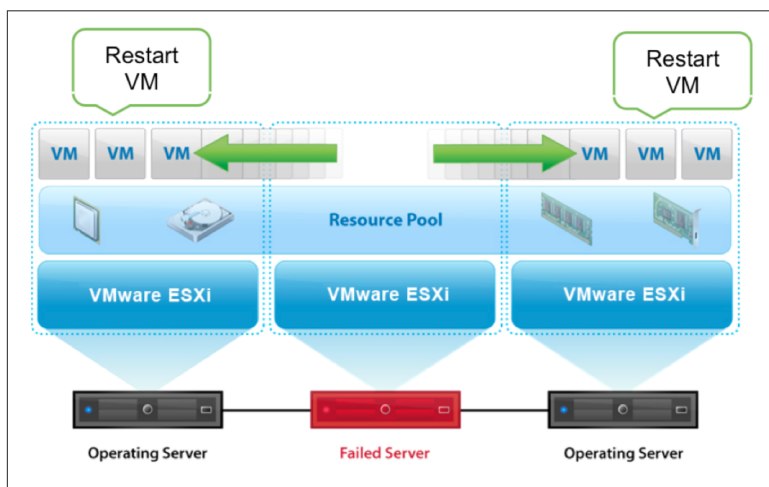 Restart
VM
Restart
VM
VM VM VM VM VM VM
Resource Pool
VMware ESXi VMware ESXi VMware ESXi
Operating Server Failed Server Operating Server